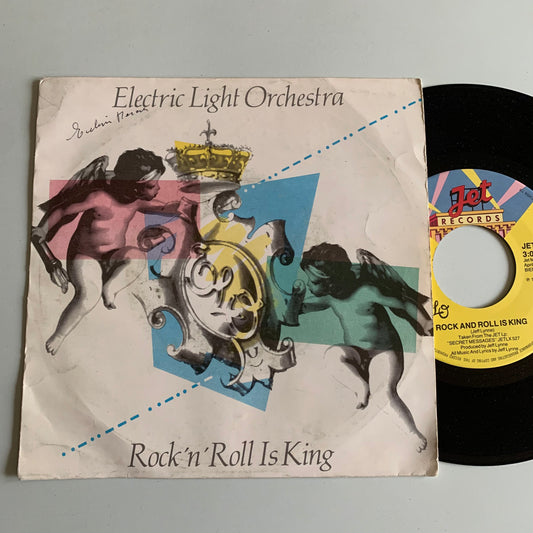 Electric Light Orchestra
Rock 'n' Roll Is King
Jet
RECORDS
JET
3:0
ROCK AND ROLL IS KING
(Jeff Lynne)
Taken From The JET Lp:
"SECRET MESSAGES" JETLX 527
Produced by Jeff Lynne
All Music And Lyrics by Jeff Lynne